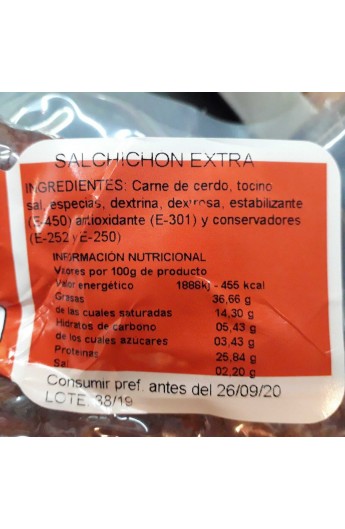 SALCHICHON EXTRA
INGREDIENTES: Carne de cerdo, tocino
sal, especias, dextrina, dextrosa, estabilizante
(E-450) antioxidante (E-301) y conservadores
(E-252 y E-250)
INFORMACIÓN NUTRICIONAL
Valores por 100g de producto
Valor energético 1888kj - 455 kcal
Grasas 36,66 g
de las cuales saturadas 14,30 g
Hidratos de carbono 05,43 g
de los cuales azucares 03,43 g
Proteinas 25,84 g
Sal 02,20 g
Consumir pref. antes del 26/09/20
LOTE: 38/19